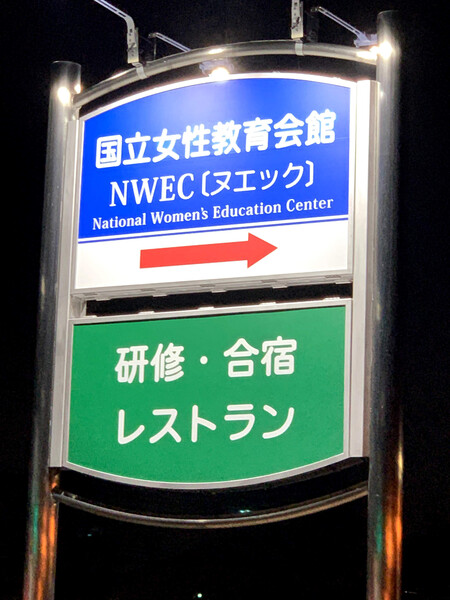 国立女性教育会館
NWEC〔ヌエック〕
National Women's Education Center
研修・合宿
レストラン